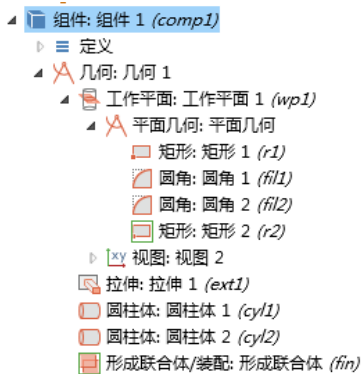 组件: 组件 1 (comp1)
定义
几何: 几何 1
工作平面: 工作平面 1 (wp1)
平面几何: 平面几何
矩形: 矩形 1 (r1)
圆角: 圆角 1 (fil1)
圆角: 圆角 2 (fil2)
矩形: 矩形 2 (r2)
xy 视图: 视图 2
拉伸: 拉伸 1 (ext1)
圆柱体: 圆柱体 1 (cyl1)
圆柱体: 圆柱体 2 (cyl2)
形成联合体/装配: 形成联合体 (fin)